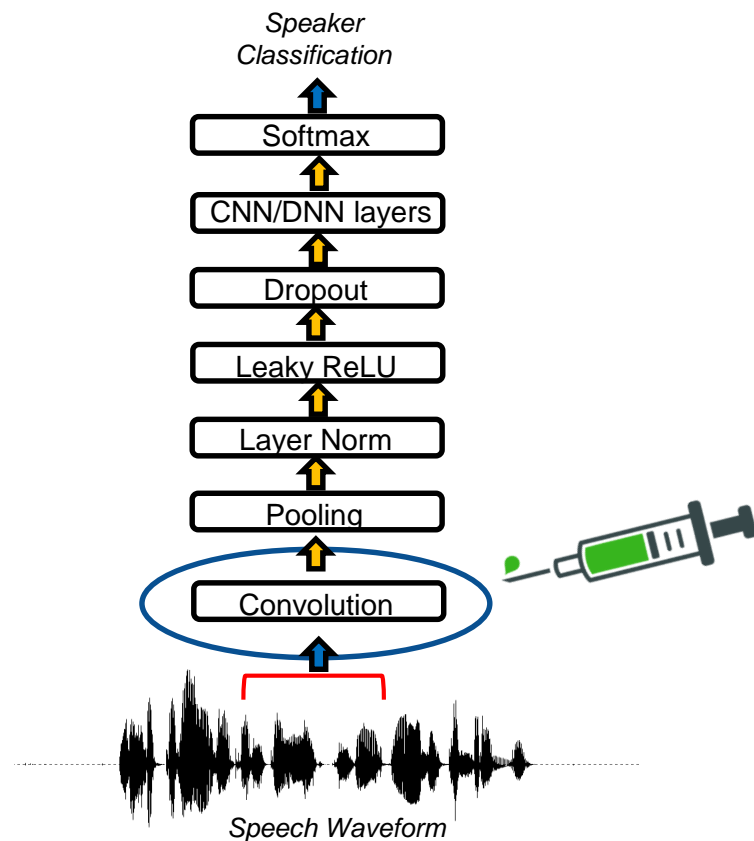 Speaker
Classification
Softmax
CNN/DNN layers
Dropout
Leaky ReLU
Layer Norm
Pooling
Convolution
Speech Waveform